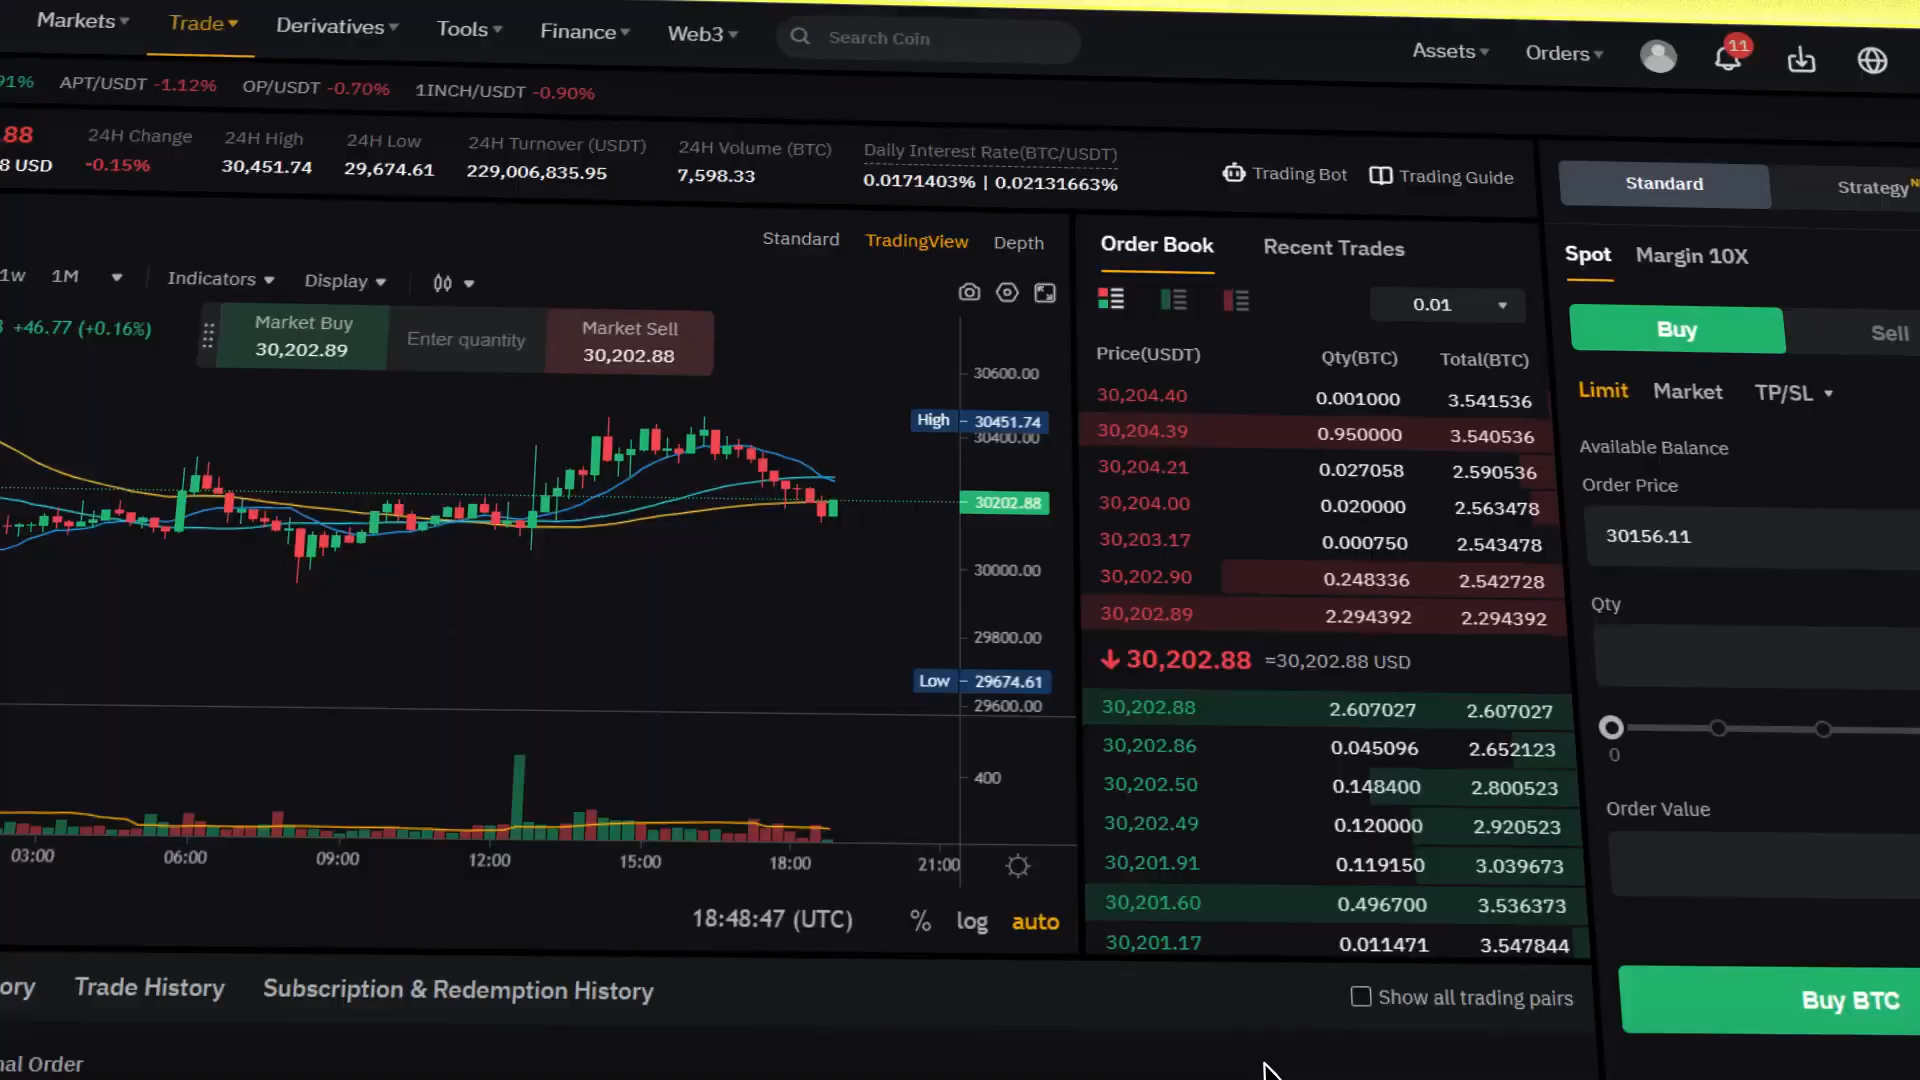 Markets Trade Derivatives Tools Finance Web3 Search Coin Assets Orders 11
91% APT/USDT -1.12% OP/USDT -0.70% 1INCH/USDT -0.90%
.88 24H Change 24H High 24H Low 24H Turnover (USDT) 24H Volume (BTC) Daily Interest Rate(BTC/USDT)
8 USD -0.15% 30,451.74 29,674.61 229,006,835.95 7,598.33 0.0171403% | 0.02131663%
Trading Bot Trading Guide
Standard Strategy
Standard TradingView Depth
1w 1M Indicators Display
+46.77 (+0.16%)
Market Buy
30,202.89
Enter quantity
Market Sell
30,202.88
30600.00
High 30451.74
30400.00
30202.88
30000.00
29800.00
Low 29674.61
29600.00
400
03:00 06:00 09:00 12:00 15:00 18:00 21:00
18:48:47 (UTC) % log auto
Order Book Recent Trades
0.01
Price(USDT) Qty(BTC) Total(BTC)
30,204.40 0.001000 3.541536
30,204.39 0.950000 3.540536
30,204.21 0.027058 2.590536
30,204.00 0.020000 2.563478
30,203.17 0.000750 2.543478
30,202.90 0.248336 2.542728
30,202.89 2.294392 2.294392
30,202.88 ≈30,202.88 USD
30,202.88 2.607027 2.607027
30,202.86 0.045096 2.652123
30,202.50 0.148400 2.800523
30,202.49 0.120000 2.920523
30,201.91 0.119150 3.039673
30,201.60 0.496700 3.536373
30,201.17 0.011471 3.547844
Spot Margin 10X
Buy Sell
Limit Market TP/SL
Available Balance
Order Price
30156.11
Qty
0
Order Value
Buy BTC
ory Trade History Subscription & Redemption History Show all trading pairs
nal Order